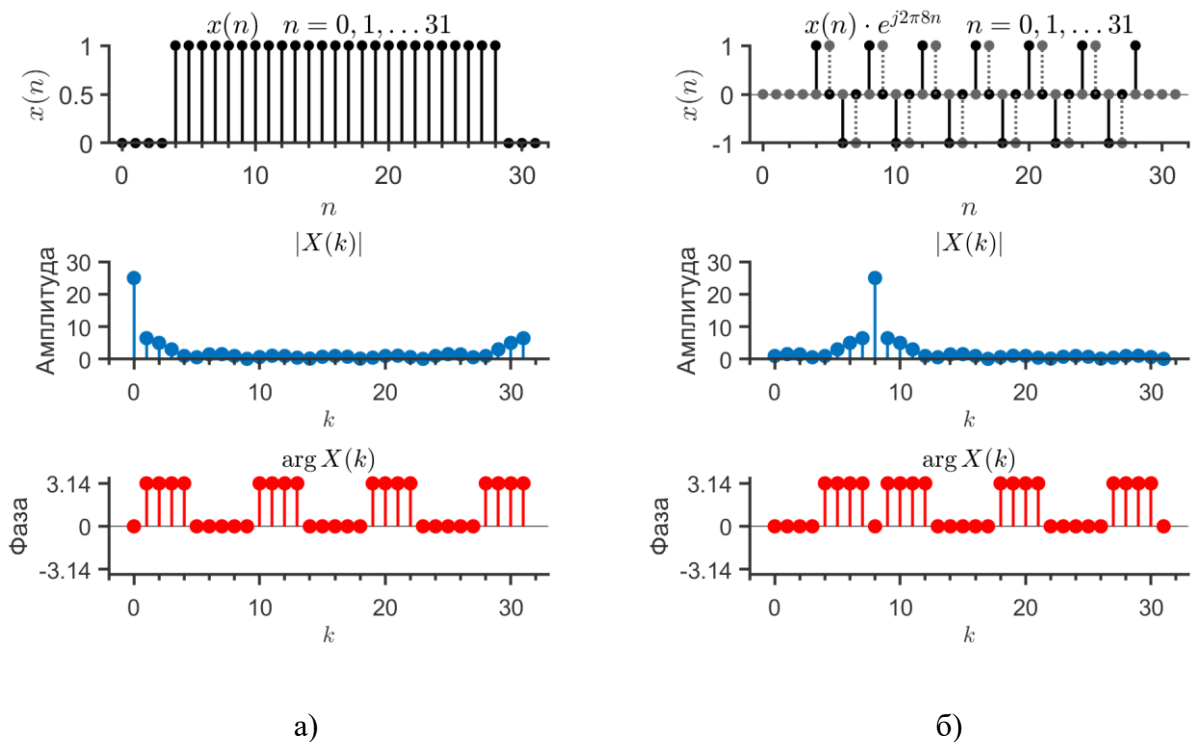 x(n) n = 0, 1, . . . 31
x(n)
1
0.5
0
0 10 20 30
n
|X(k)|
Амплитуда
30
20
10
0
0 10 20 30
k
arg X(k)
Фаза
3.14
0
-3.14
0 10 20 30
k
а)
x(n) · e^{j2π8n} n = 0, 1, . . . 31
x(n)
1
0
-1
0 10 20 30
n
|X(k)|
Амплитуда
30
20
10
0
0 10 20 30
k
arg X(k)
Фаза
3.14
0
-3.14
0 10 20 30
k
б)